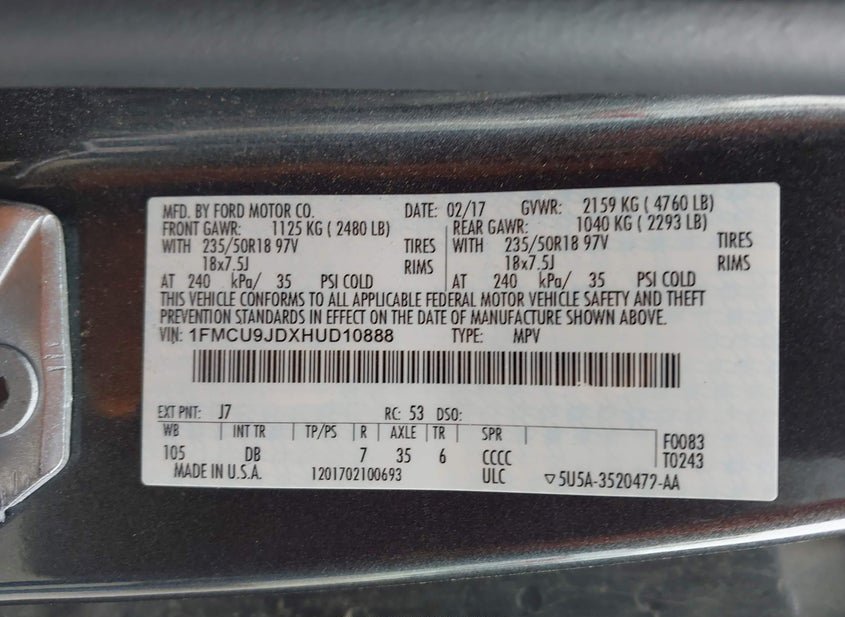 MFD. BY FORD MOTOR CO. DATE: 02/17 GVWR: 2159 KG ( 4760 LB)
FRONT GAWR: 1125 KG ( 2480 LB) REAR GAWR: 1040 KG ( 2293 LB)
WITH 235/50R18 97V TIRES WITH 235/50R18 97V TIRES
18x7.5J RIMS 18x7.5J RIMS
AT 240 kPa/ 35 PSI COLD AT 240 kPa/ 35 PSI COLD
THIS VEHICLE CONFORMS TO ALL APPLICABLE FEDERAL MOTOR VEHICLE SAFETY AND THEFT
PREVENTION STANDARDS IN EFFECT ON THE DATE OF MANUFACTURE SHOWN ABOVE.
VIN: 1FMCU9JDXHUD10888 TYPE: MPV
EXT PNT: J7 RC: 53 DSO:
WB INT TR TP/PS R AXLE TR SPR F0083
105 DB 7 35 6 CCCC T0243
MADE IN U.S.A. 1201702100693 ULC ▽5U5A-3520472-AA